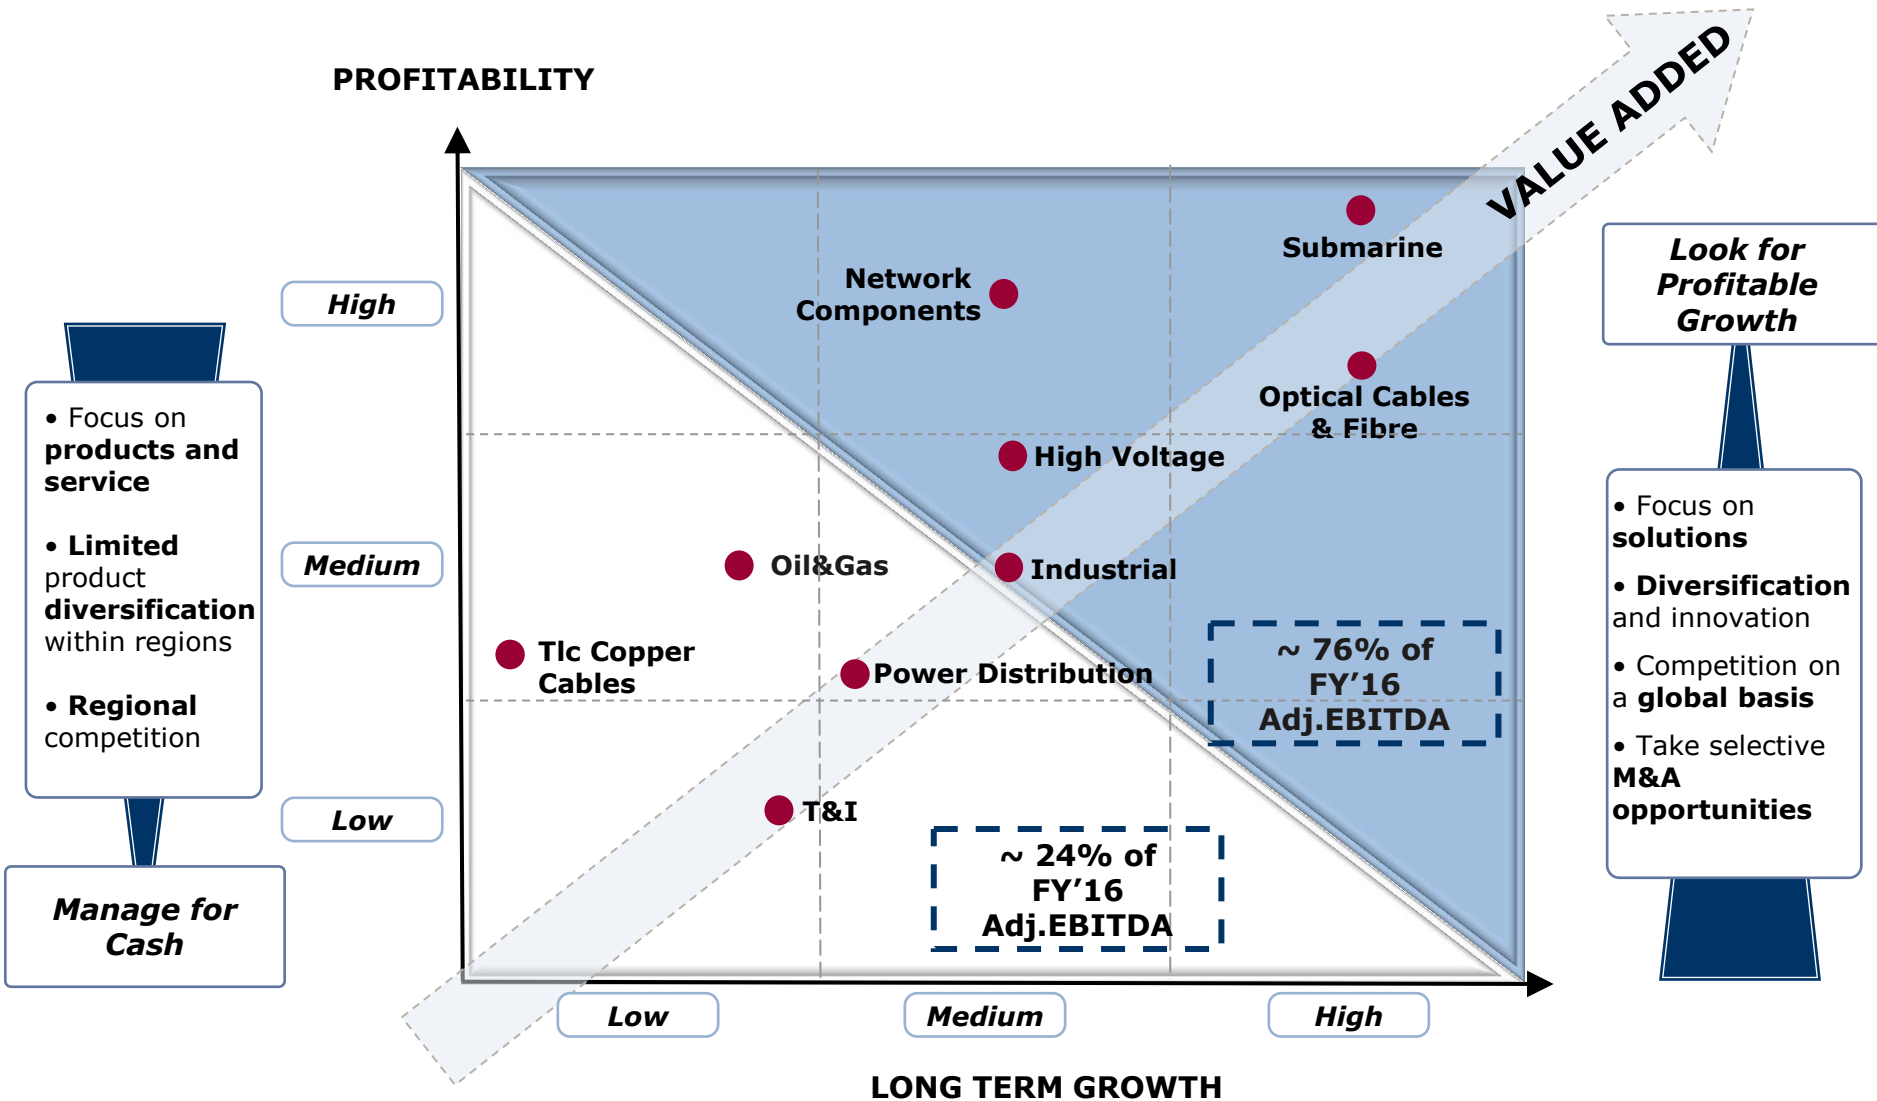 PROFITABILITY
VALUE ADDED
High
Medium
Low
• Focus on
products and
service
• Limited
product
diversification
within regions
• Regional
competition
Manage for
Cash
Submarine
Network
Components
Optical Cables
& Fibre
High Voltage
Oil&Gas
Industrial
Tlc Copper
Cables
Power Distribution
~ 76% of
FY’16
Adj.EBITDA
T&I
~ 24% of
FY’16
Adj.EBITDA
Look for
Profitable
Growth
• Focus on
solutions
• Diversification
and innovation
• Competition on
a global basis
• Take selective
M&A
opportunities
Low
Medium
High
LONG TERM GROWTH